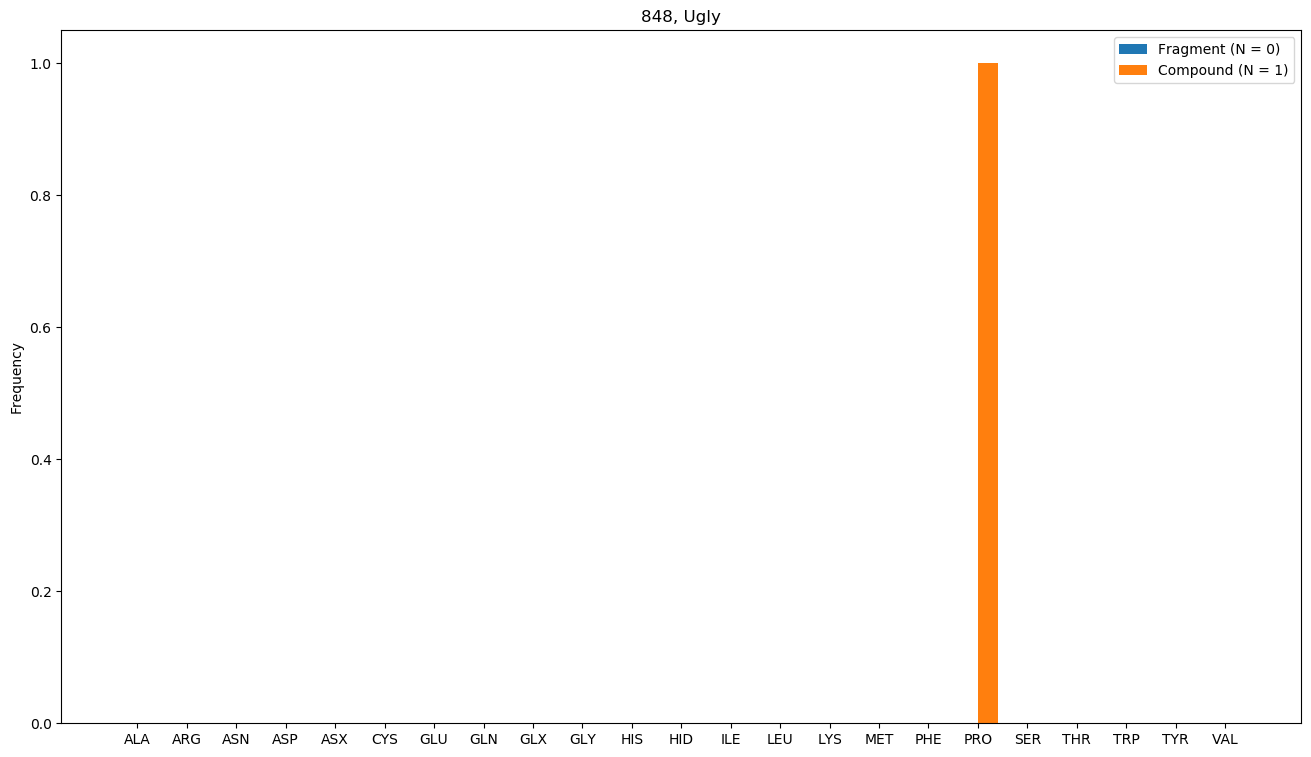 848, Ugly
Fragment (N = 0)
Compound (N = 1)
1.0
0.8
0.6
0.4
0.2
0.0
Frequency
ALA ARG ASN ASP ASX CYS GLU GLN GLX GLY HIS HID ILE LEU LYS MET PHE PRO SER THR TRP TYR VAL